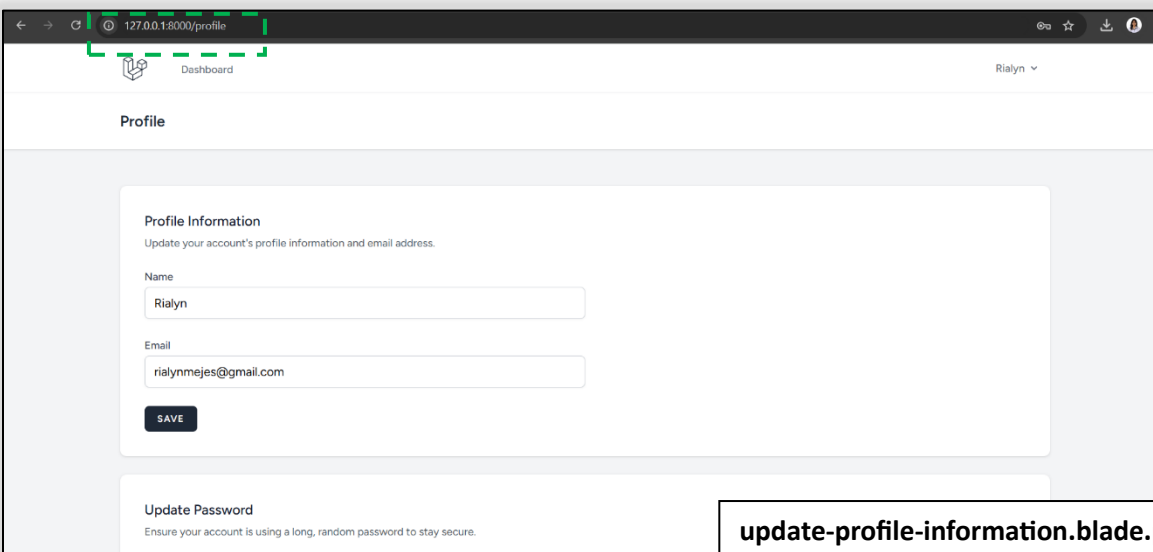 127.0.0.1:8000/profile
Dashboard
Rialyn
Profile
Profile Information
Update your account's profile information and email address.
Name
Rialyn
Email
rialynmejes@gmail.com
SAVE
Update Password
Ensure your account is using a long, random password to stay secure.
update-profile-information.blade.